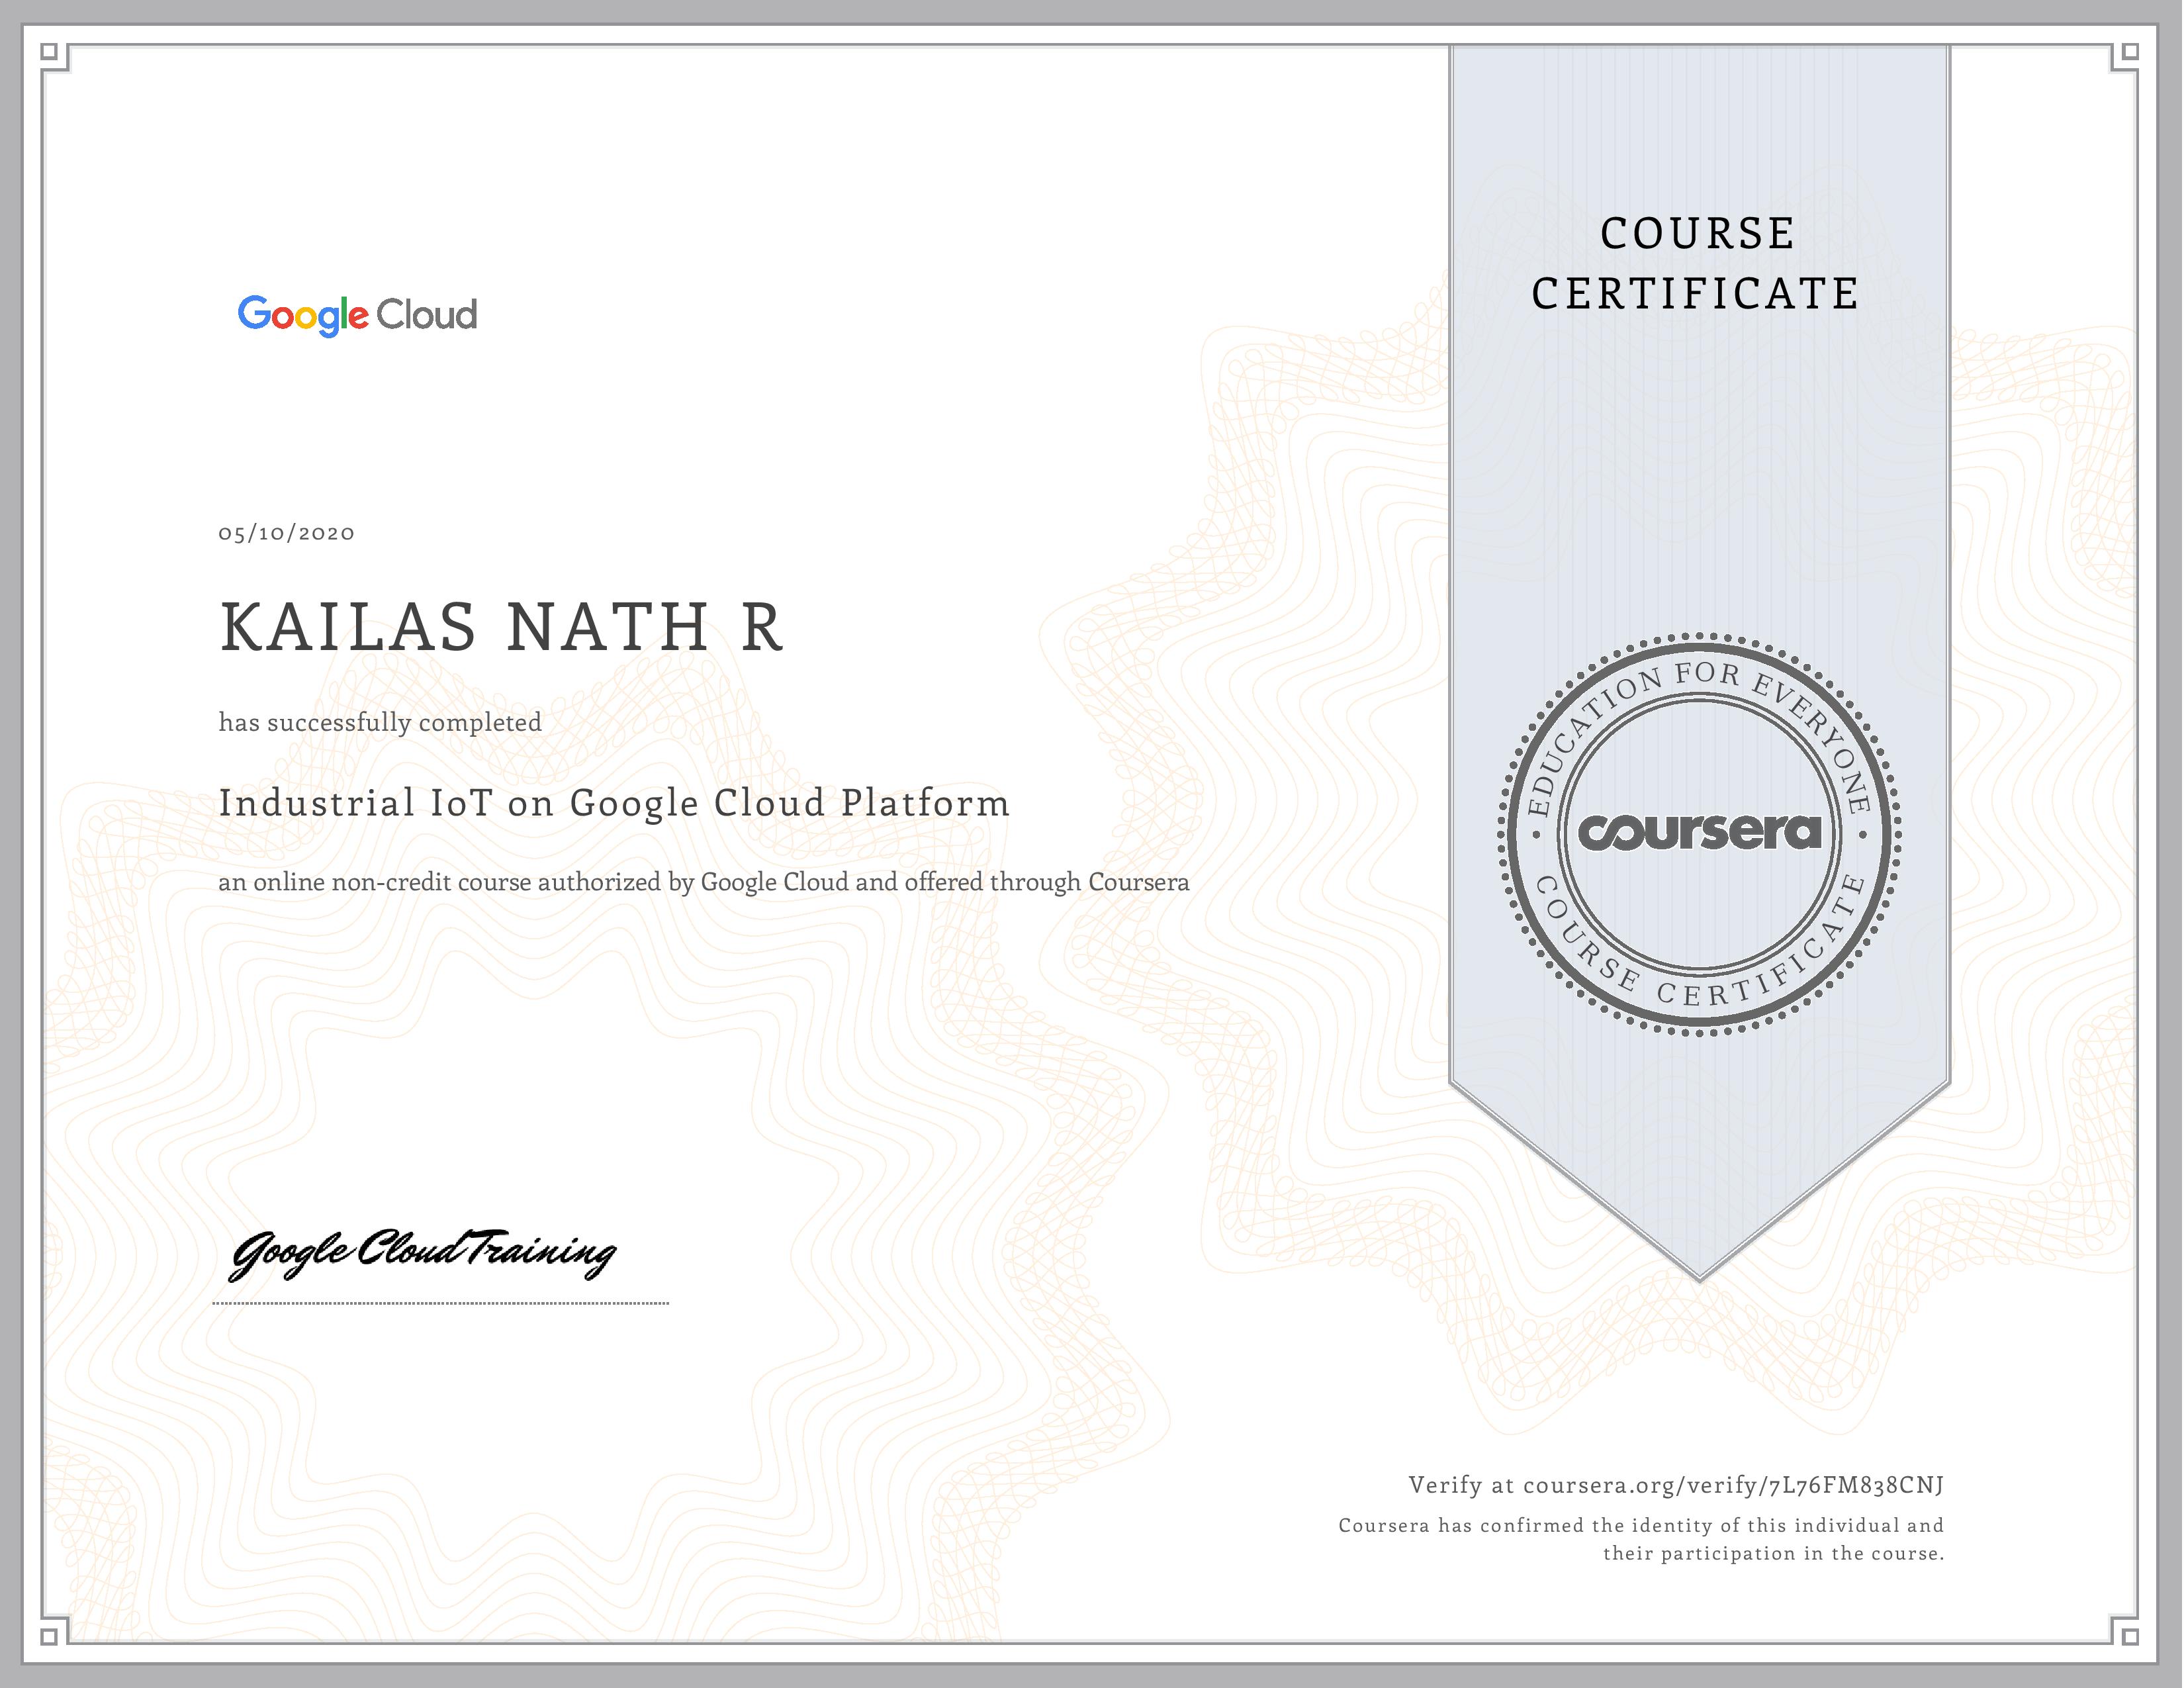 COURSE
CERTIFICATE
Google Cloud
05/10/2020
KAILAS NATH R
has successfully completed
Industrial IoT on Google Cloud Platform
an online non-credit course authorized by Google Cloud and offered through Coursera
EDUCATION FOR EVERYONE
coursera
COURSE CERTIFICATE
Google Cloud Training
Verify at coursera.org/verify/7L76FM838CNJ
Coursera has confirmed the identity of this individual and
their participation in the course.